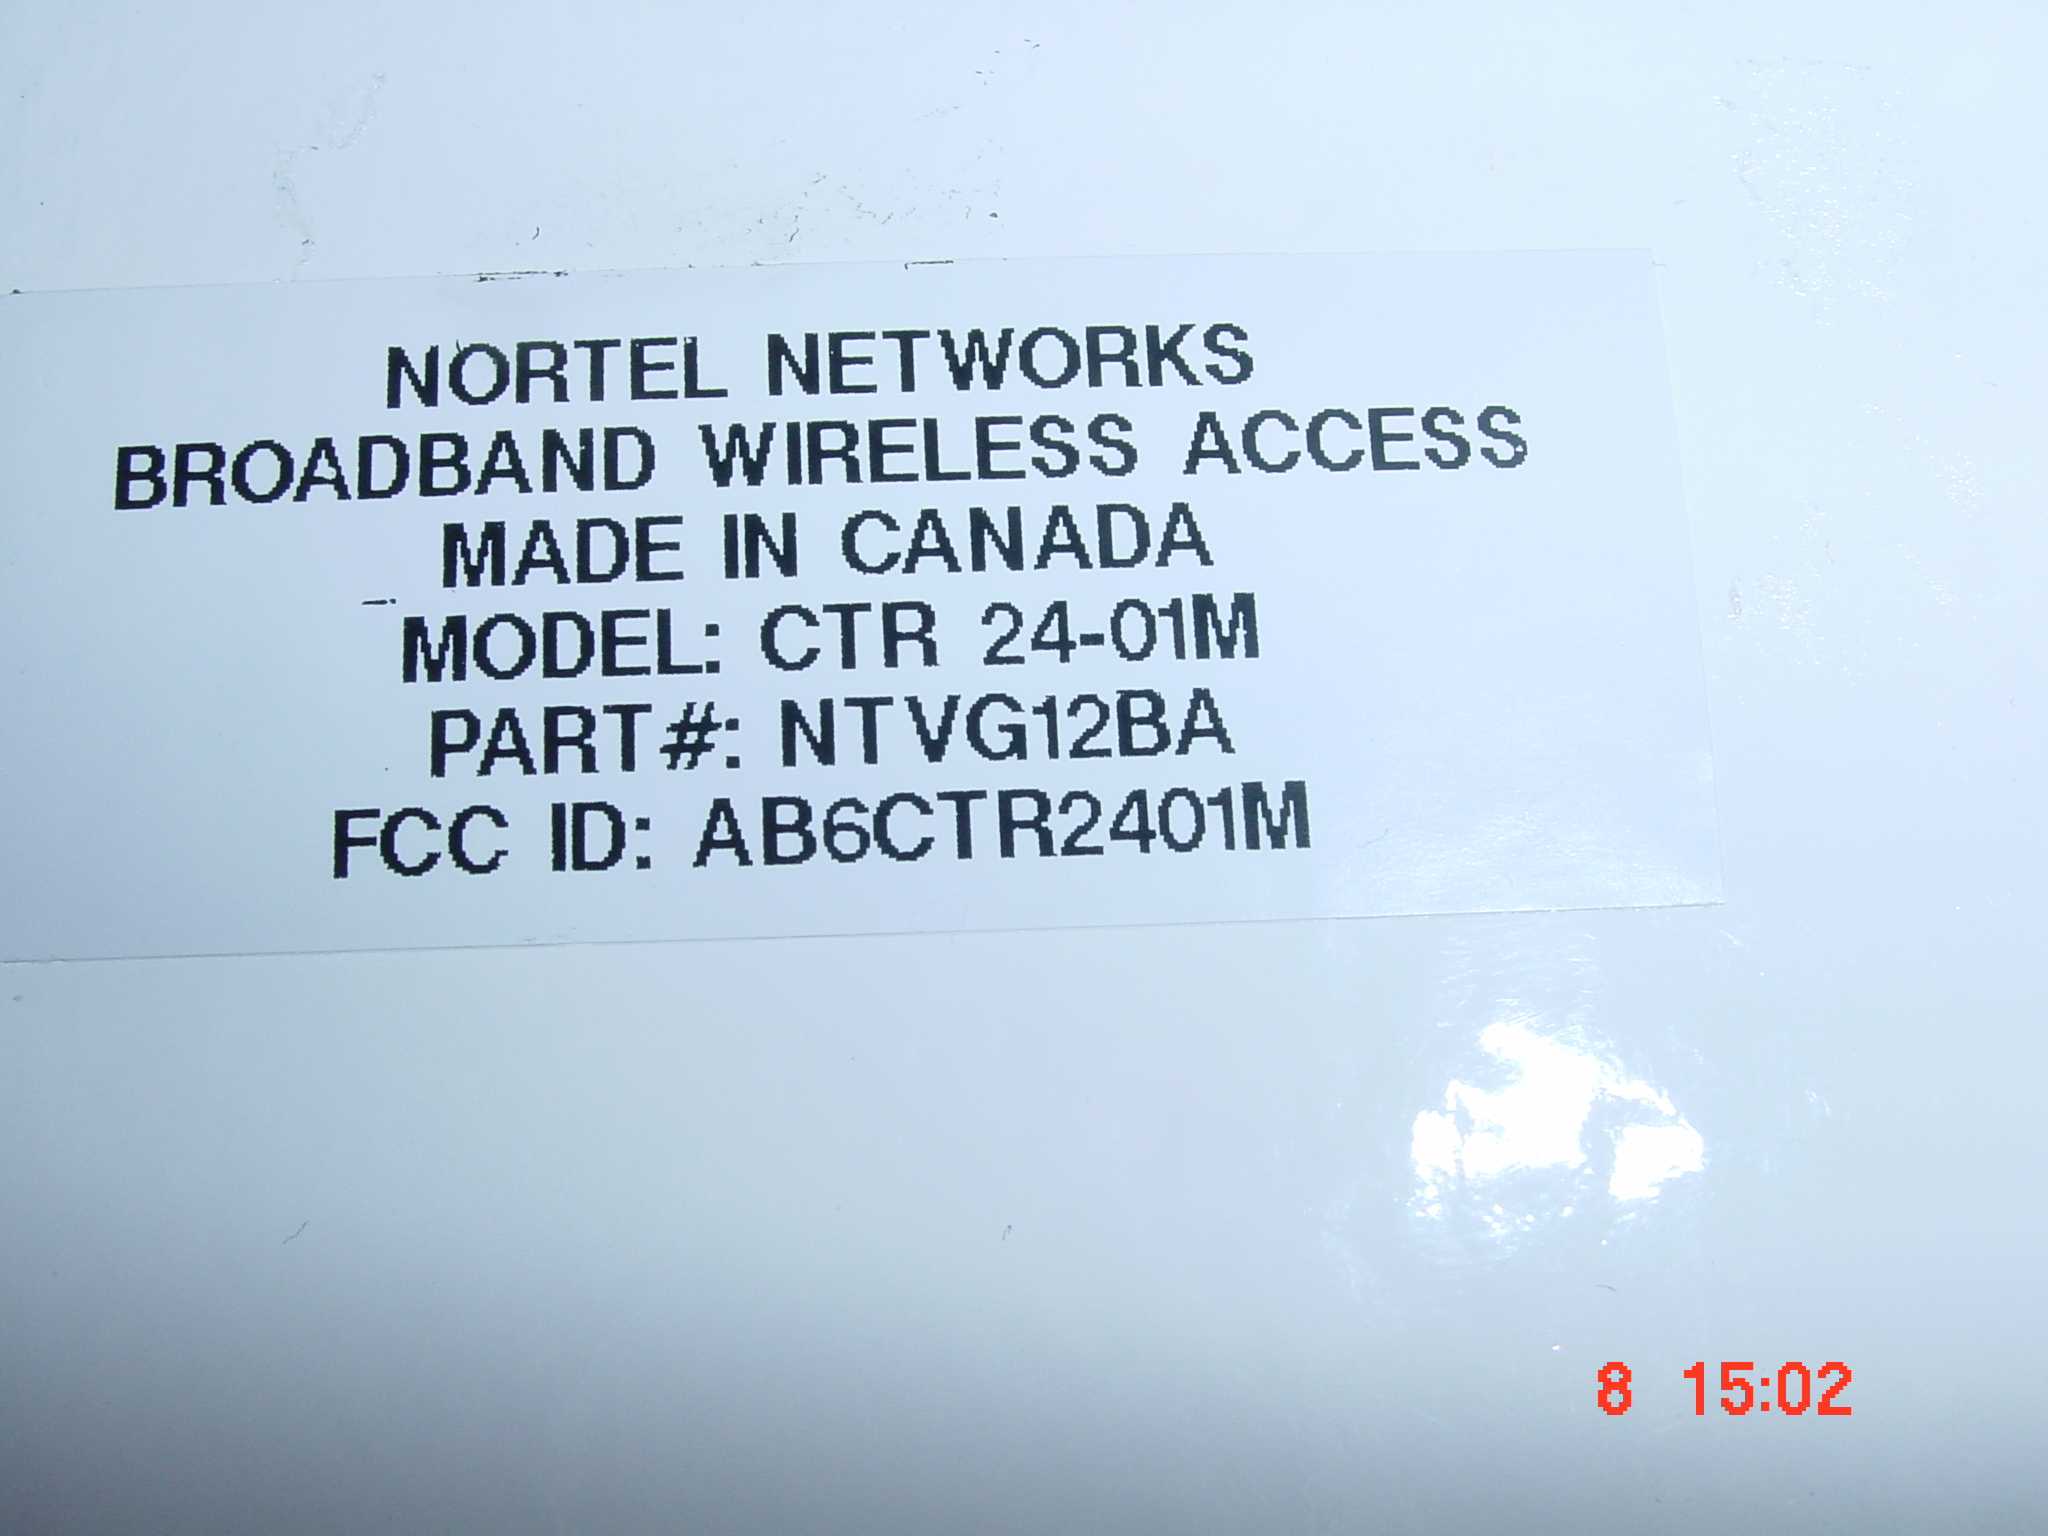 NORTEL NETWORKS
BROADBAND WIRELESS ACCESS
MADE IN CANADA
MODEL: CTR 24-01M
PART#: NTVG12BA
FCC ID: AB6CTR2401M
8 15:02